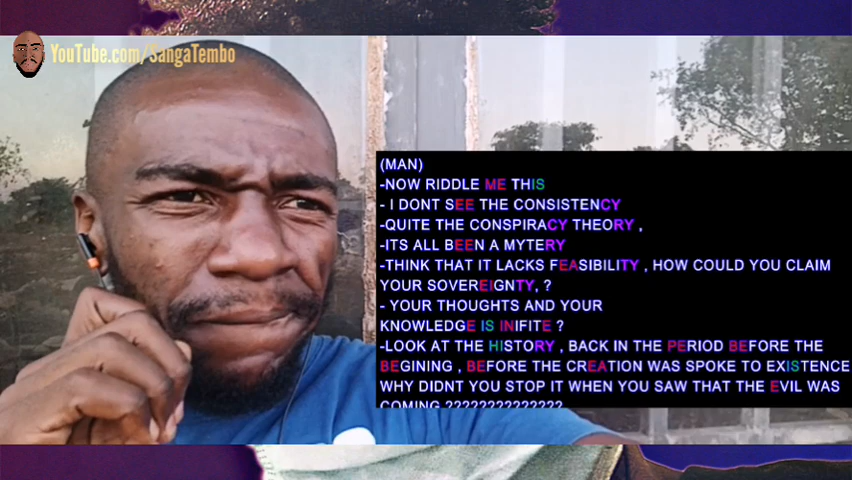 YouTube.com/SangaTembo
(MAN)
-NOW RIDDLE ME THIS
- I DONT SEE THE CONSISTENCY
-QUITE THE CONSPIRACY THEORY ,
-ITS ALL BEEN A MYTERY
-THINK THAT IT LACKS FEASIBILITY , HOW COULD YOU CLAIM
YOUR SOVEREIGNTY, ?
- YOUR THOUGHTS AND YOUR
KNOWLEDGE IS INIFITE ?
-LOOK AT THE HISTORY , BACK IN THE PERIOD BEFORE THE
BEGINING , BEFORE THE CREATION WAS SPOKE TO EXISTENCE
WHY DIDNT YOU STOP IT WHEN YOU SAW THAT THE EVIL WAS
COMING ?????????????